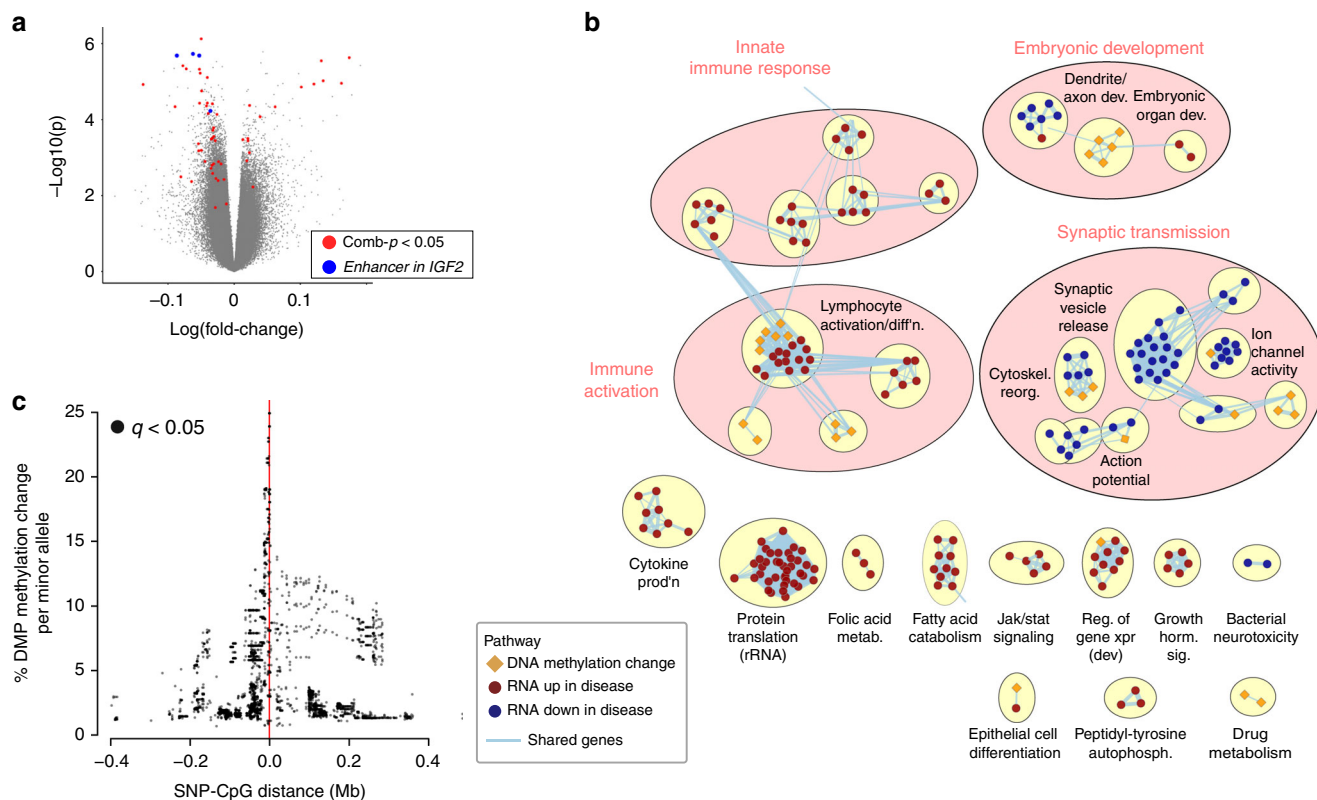 a
6
4
2
0
−Log10(p)
−0.1
0
0.1
Log(fold-change)
Comb-p < 0.05
Enhancer in IGF2
b
Innate
immune response
Embryonic development
Dendrite/
axon dev.
Embryonic
organ dev.
Synaptic transmission
Lymphocyte
activation/diff'n.
Immune
activation
Synaptic
vesicle
release
Ion
channel
activity
Cytoskel.
reorg.
Action
potential
Cytokine
prod'n
Protein
translation
(rRNA)
Folic acid
metab.
Fatty acid
catabolism
Jak/stat
signaling
Reg. of
gene xpr
(dev)
Growth
horm.
sig.
Bacterial
neurotoxicity
Epithelial cell
differentiation
Peptidyl-tyrosine
autophosph.
Drug
metabolism
Pathway
DNA methylation change
RNA up in disease
RNA down in disease
Shared genes
c
25
20
15
10
5
0
% DMP methylation change
per minor allele
q < 0.05
−0.4
−0.2
0.0
0.2
0.4
SNP-CpG distance (Mb)